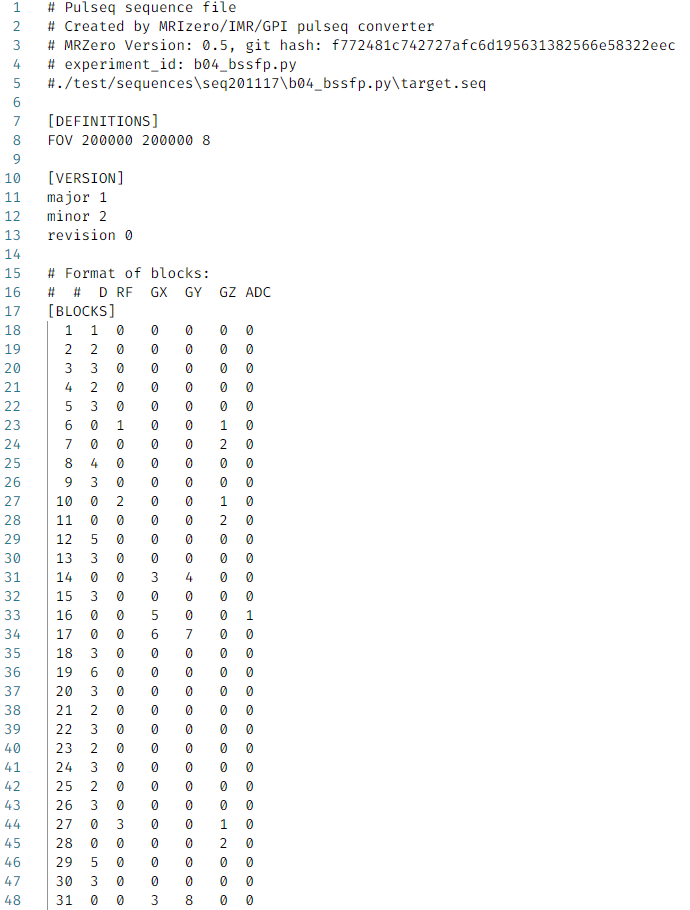 1 # Pulseq sequence file
2 # Created by MRIzero/IMR/GPI pulseq converter
3 # MRZero Version: 0.5, git hash: f772481c742727afc6d195631382566e58322eec
4 # experiment_id: b04_bssfp.py
5 #./test/sequences\seq201117\b04_bssfp.py\target.seq
6
7 [DEFINITIONS]
8 FOV 200000 200000 8
9
10 [VERSION]
11 major 1
12 minor 2
13 revision 0
14
15 # Format of blocks:
16 # # D RF GX GY GZ ADC
17 [BLOCKS]
18 1 1 0 0 0 0 0
19 2 2 0 0 0 0 0
20 3 3 0 0 0 0 0
21 4 2 0 0 0 0 0
22 5 3 0 0 0 0 0
23 6 0 1 0 0 1 0
24 7 0 0 0 0 2 0
25 8 4 0 0 0 0 0
26 9 3 0 0 0 0 0
27 10 0 2 0 0 1 0
28 11 0 0 0 0 2 0
29 12 5 0 0 0 0 0
30 13 3 0 0 0 0 0
31 14 0 0 3 4 0 0
32 15 3 0 0 0 0 0
33 16 0 0 5 0 0 1
34 17 0 0 6 7 0 0
35 18 3 0 0 0 0 0
36 19 6 0 0 0 0 0
37 20 3 0 0 0 0 0
38 21 2 0 0 0 0 0
39 22 3 0 0 0 0 0
40 23 2 0 0 0 0 0
41 24 3 0 0 0 0 0
42 25 2 0 0 0 0 0
43 26 3 0 0 0 0 0
44 27 0 3 0 0 1 0
45 28 0 0 0 0 2 0
46 29 5 0 0 0 0 0
47 30 3 0 0 0 0 0
48 31 0 0 3 8 0 0